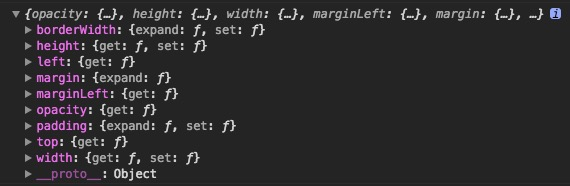 ▼{opacity: {…}, height: {…}, width: {…}, marginLeft: {…}, margin: {…}, …} i
▶borderWidth: {expand: ƒ, set: ƒ}
▶height: {get: ƒ, set: ƒ}
▶left: {get: ƒ}
▶margin: {expand: ƒ}
▶marginLeft: {get: ƒ}
▶opacity: {get: ƒ}
▶padding: {expand: ƒ, set: ƒ}
▶top: {get: ƒ}
▶width: {get: ƒ, set: ƒ}
▶__proto__: Object